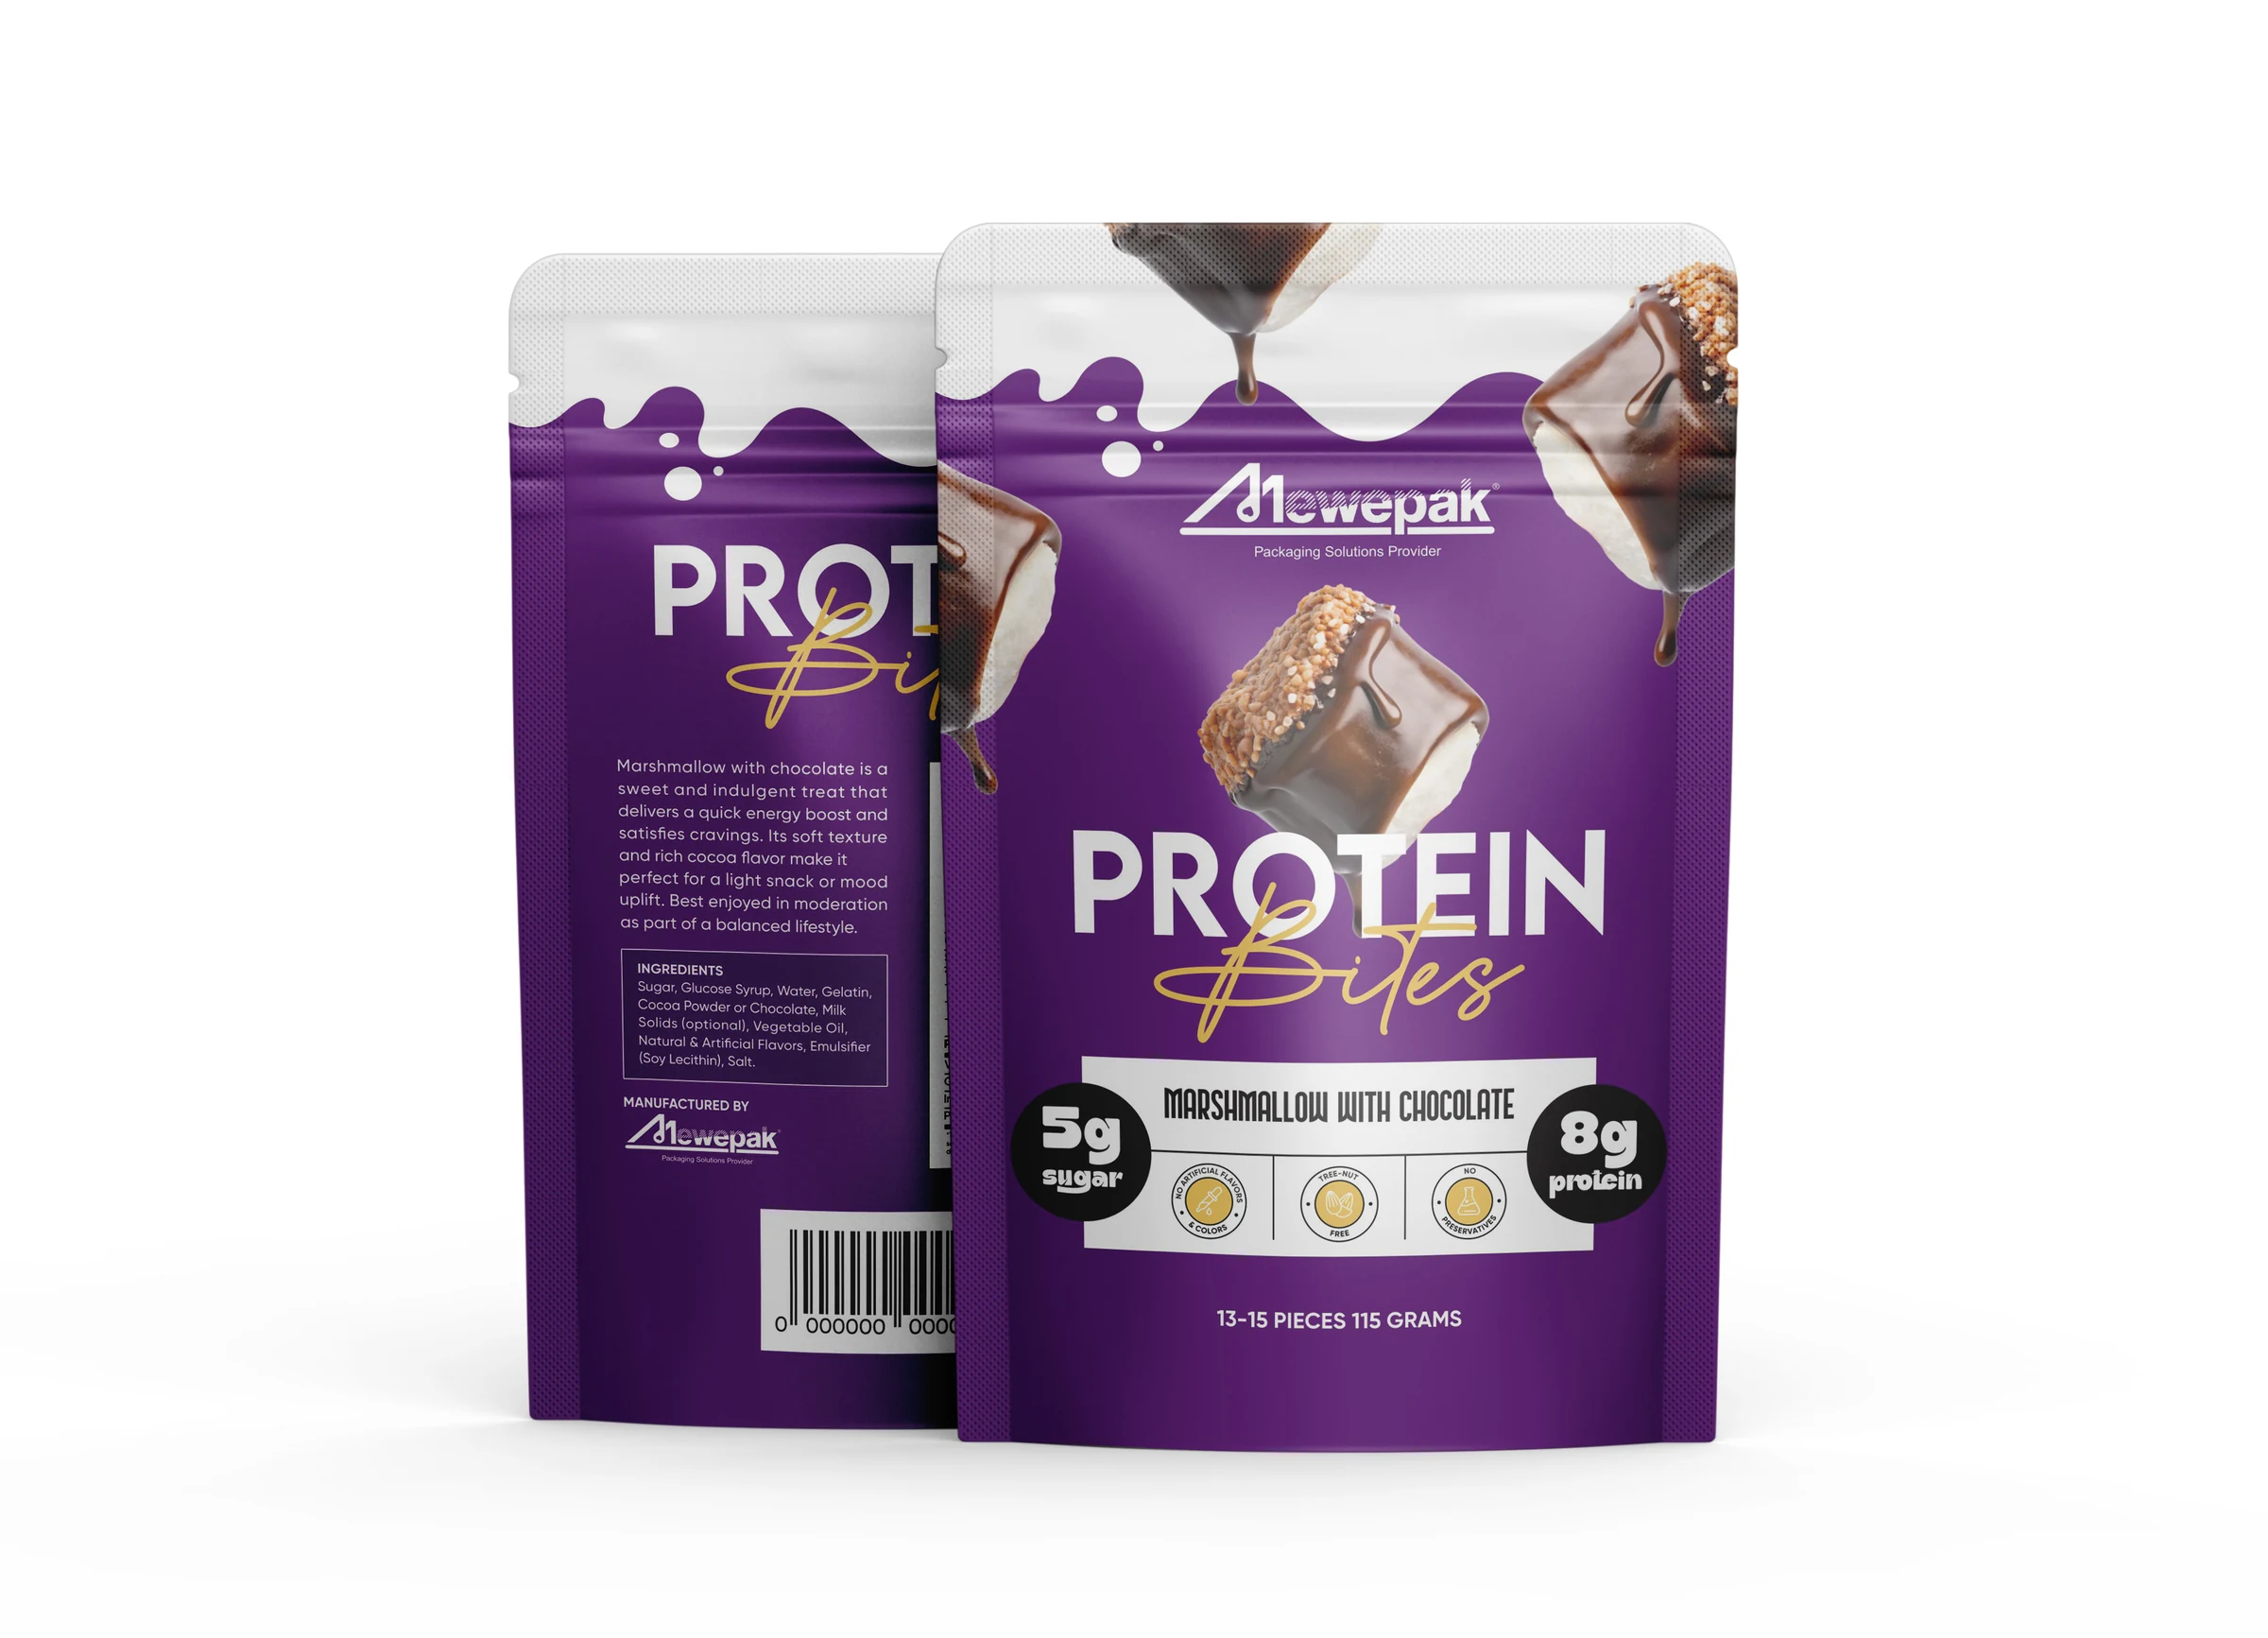 PROT
Bit
Marshmallow with chocolate is a
sweet and indulgent treat that
delivers a quick energy boost and
satisfies cravings. Its soft texture
and rich cocoa flavor make it
perfect for a light snack or mood
uplift. Best enjoyed in moderation
as part of a balanced lifestyle.
INGREDIENTS
Sugar, Glucose Syrup, Water, Gelatin,
Cocoa Powder or Chocolate, Milk
Solids (optional), Vegetable Oil,
Natural & Artificial Flavors, Emulsifier
(Soy Lecithin), Salt.
MANUFACTURED BY
Mewepak
Packaging Solutions Provider
0 000000 0000
Mewepak®
Packaging Solutions Provider
PROTEIN
Bites
MARSHMALLOW WITH CHOCOLATE
5g
sugar
NO ARTIFICIAL FLAVORS
& COLORS
TREE-NUT
FREE
NO
PRESERVATIVES
8g
protein
13-15 PIECES 115 GRAMS